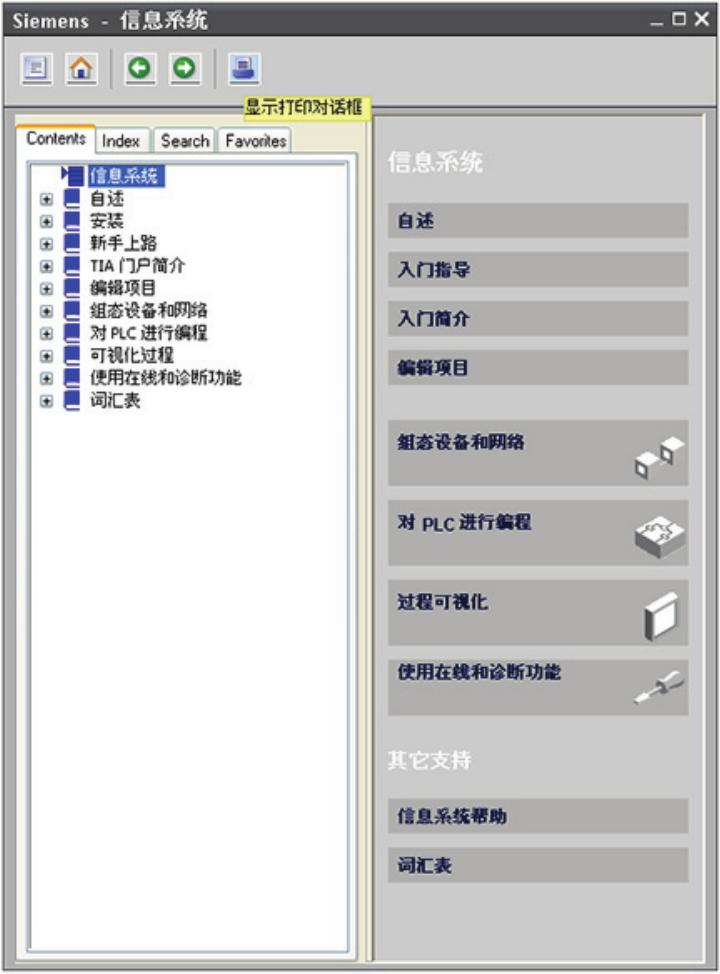 Siemens - 信息系统
显示打印对话框
Contents Index Search Favorites
信息系统
自述
安装
新手上路
TIA 门户简介
编辑项目
组态设备和网络
对 PLC 进行编程
可视化过程
使用在线和诊断功能
词汇表
信息系统
自述
入门指导
入门简介
编辑项目
组态设备和网络
对 PLC 进行编程
过程可视化
使用在线和诊断功能
其它支持
信息系统帮助
词汇表